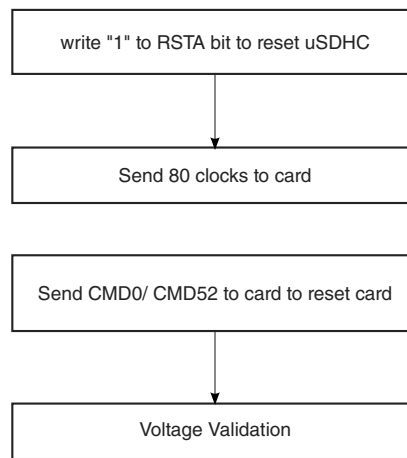 write "1" to RSTA bit to reset uSDHC
Send 80 clocks to card
Send CMD0/ CMD52 to card to reset card
Voltage Validation